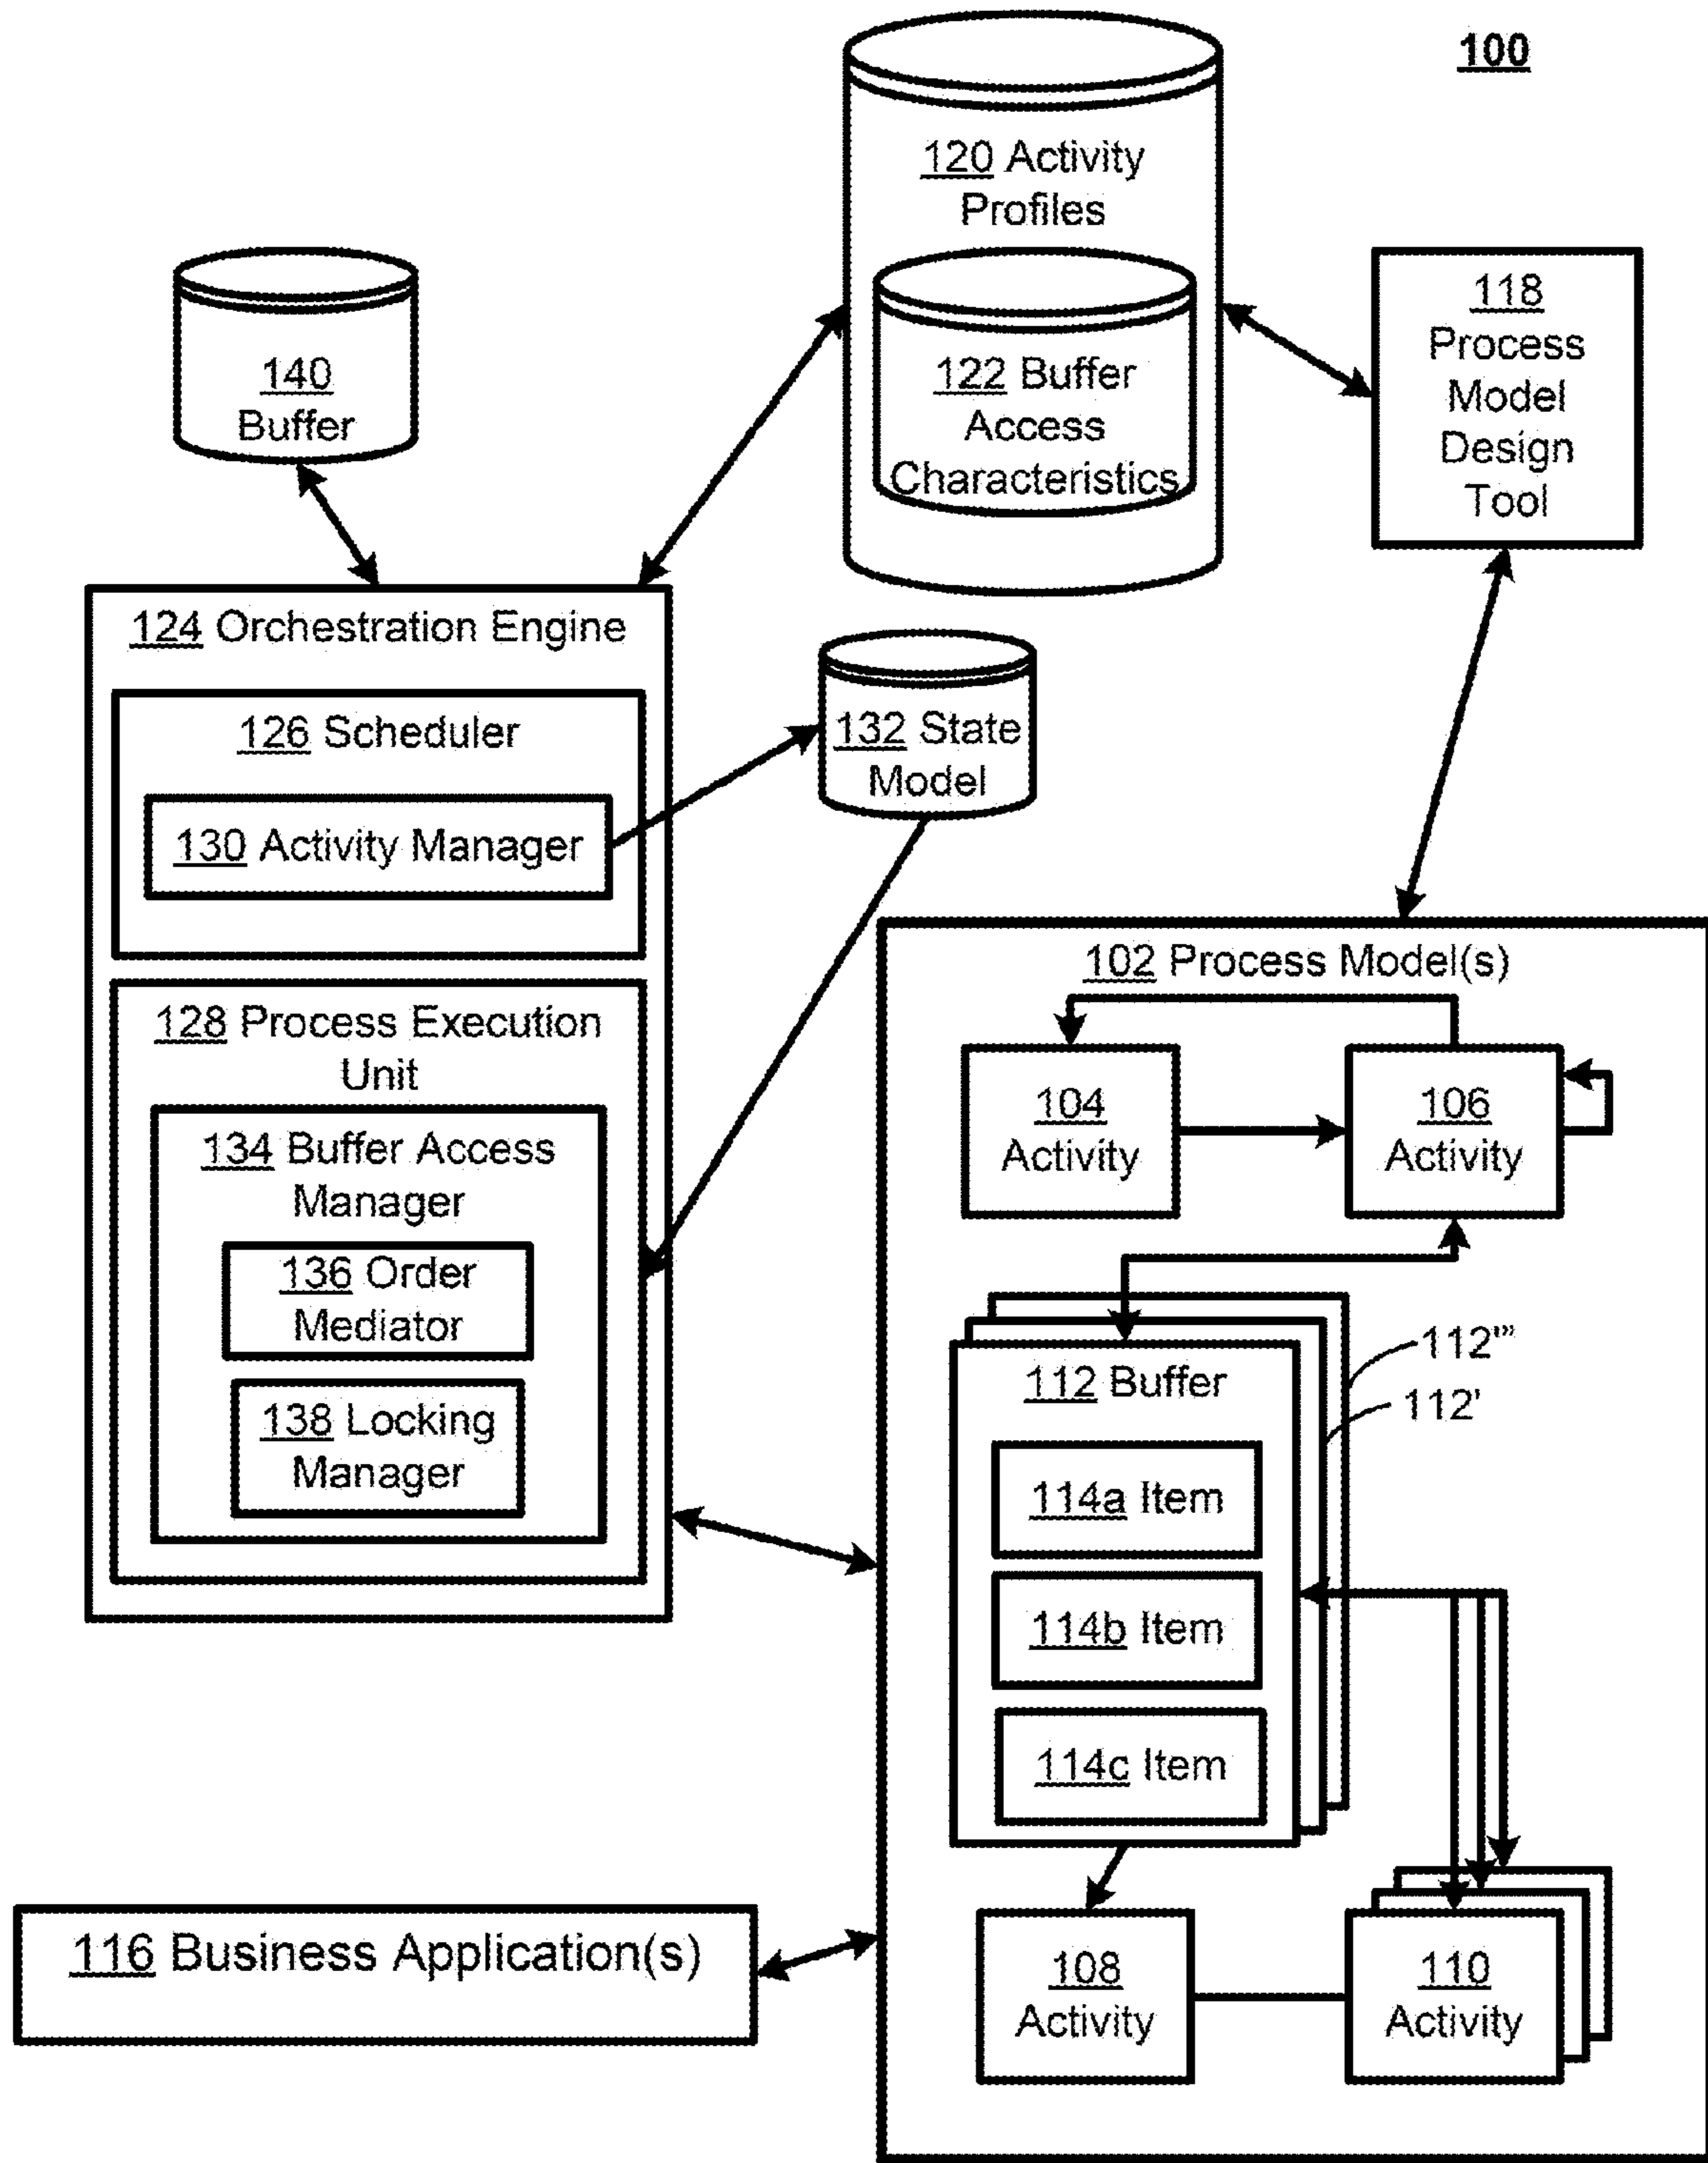 100
120 Activity
Profiles
122 Buffer
Access
Characteristics
118
Process
Model
Design
Tool
140
Buffer
124 Orchestration Engine
126 Scheduler
130 Activity Manager
132 State
Model
128 Process Execution
Unit
134 Buffer Access
Manager
136 Order
Mediator
138 Locking
Manager
102 Process Model(s)
104
Activity
106
Activity
112'''
112'
112 Buffer
114a Item
114b Item
114c Item
108
Activity
110
Activity
116 Business Application(s)